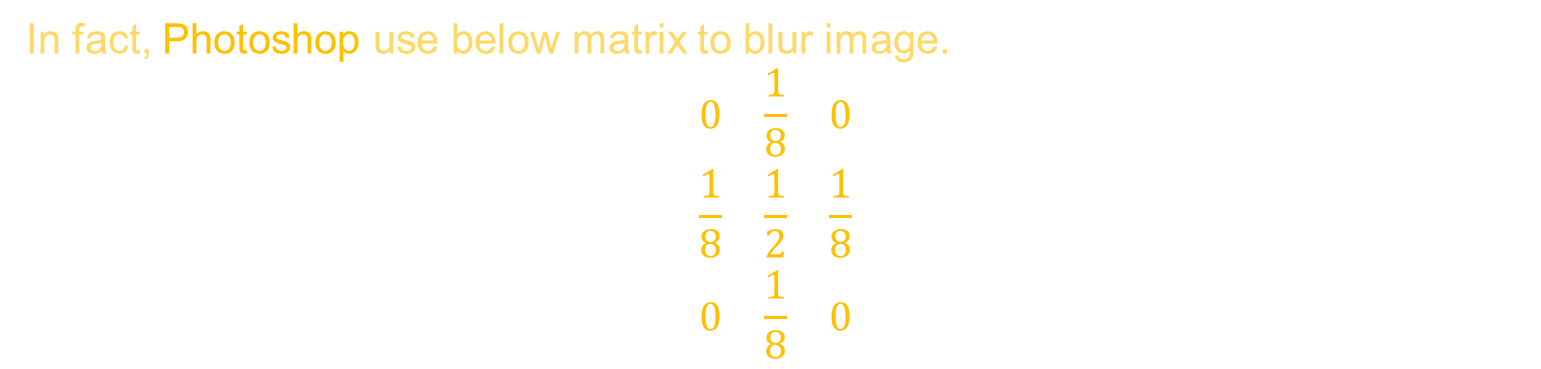 In fact, Photoshop use below matrix to blur image.
0 1/8 0
1/8 1/2 1/8
0 1/8 0